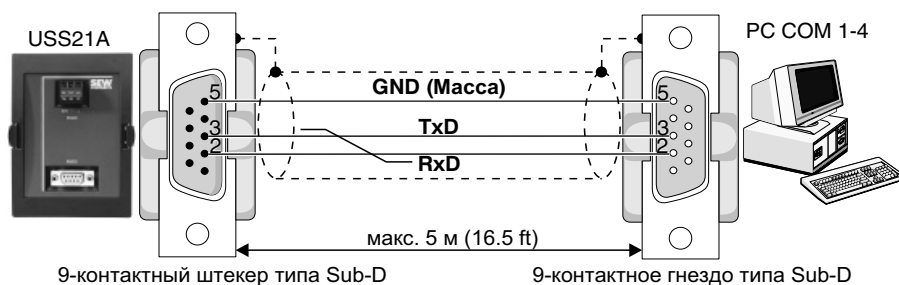 USS21A
PC COM 1-4
SEW
5
GND (Масса)
5
3
TxD
3
2
RxD
2
макс. 5 м (16.5 ft)
9-контактный штекер типа Sub-D
9-контактное гнездо типа Sub-D